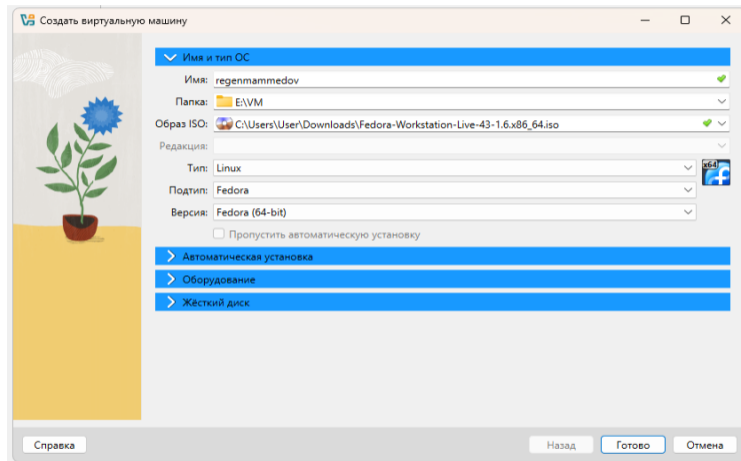 Создать виртуальную машину
Имя и тип ОС
Имя: regenmammedov
Папка: E:\VM
Образ ISO: C:\Users\User\Downloads\Fedora-Workstation-Live-43-1.6.x86_64.iso
Редакция:
Тип: Linux
x64
Подтип: Fedora
Версия: Fedora (64-bit)
Пропустить автоматическую установку
Автоматическая установка
Оборудование
Жёсткий диск
Справка Назад Готово Отмена